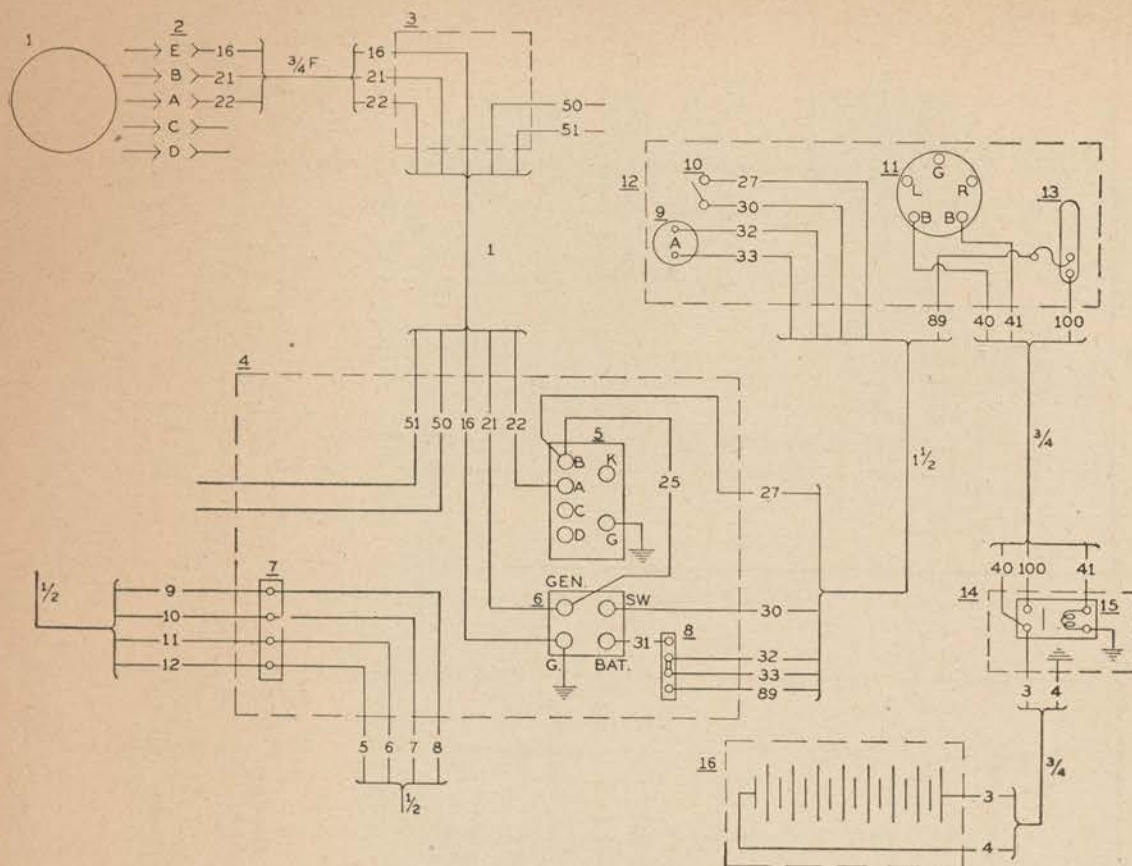 1
2
E 16
B 21
A 22
C
D
3/4 F
3
16
21
22
50
51
1
12
10
27
30
9
A
32
33
11
G
L
R
B B
13
89 40 41 100
4
51 50 16 21 22
5
B K
A
C
D G
25
27
1 1/2
3/4
7
9
10
11
12
1/2
GEN.
6
SW
30
31
8
G. BAT.
32
33
89
5 6 7 8
1/2
40 100 41
14
15
3 4
3/4
16
3
4